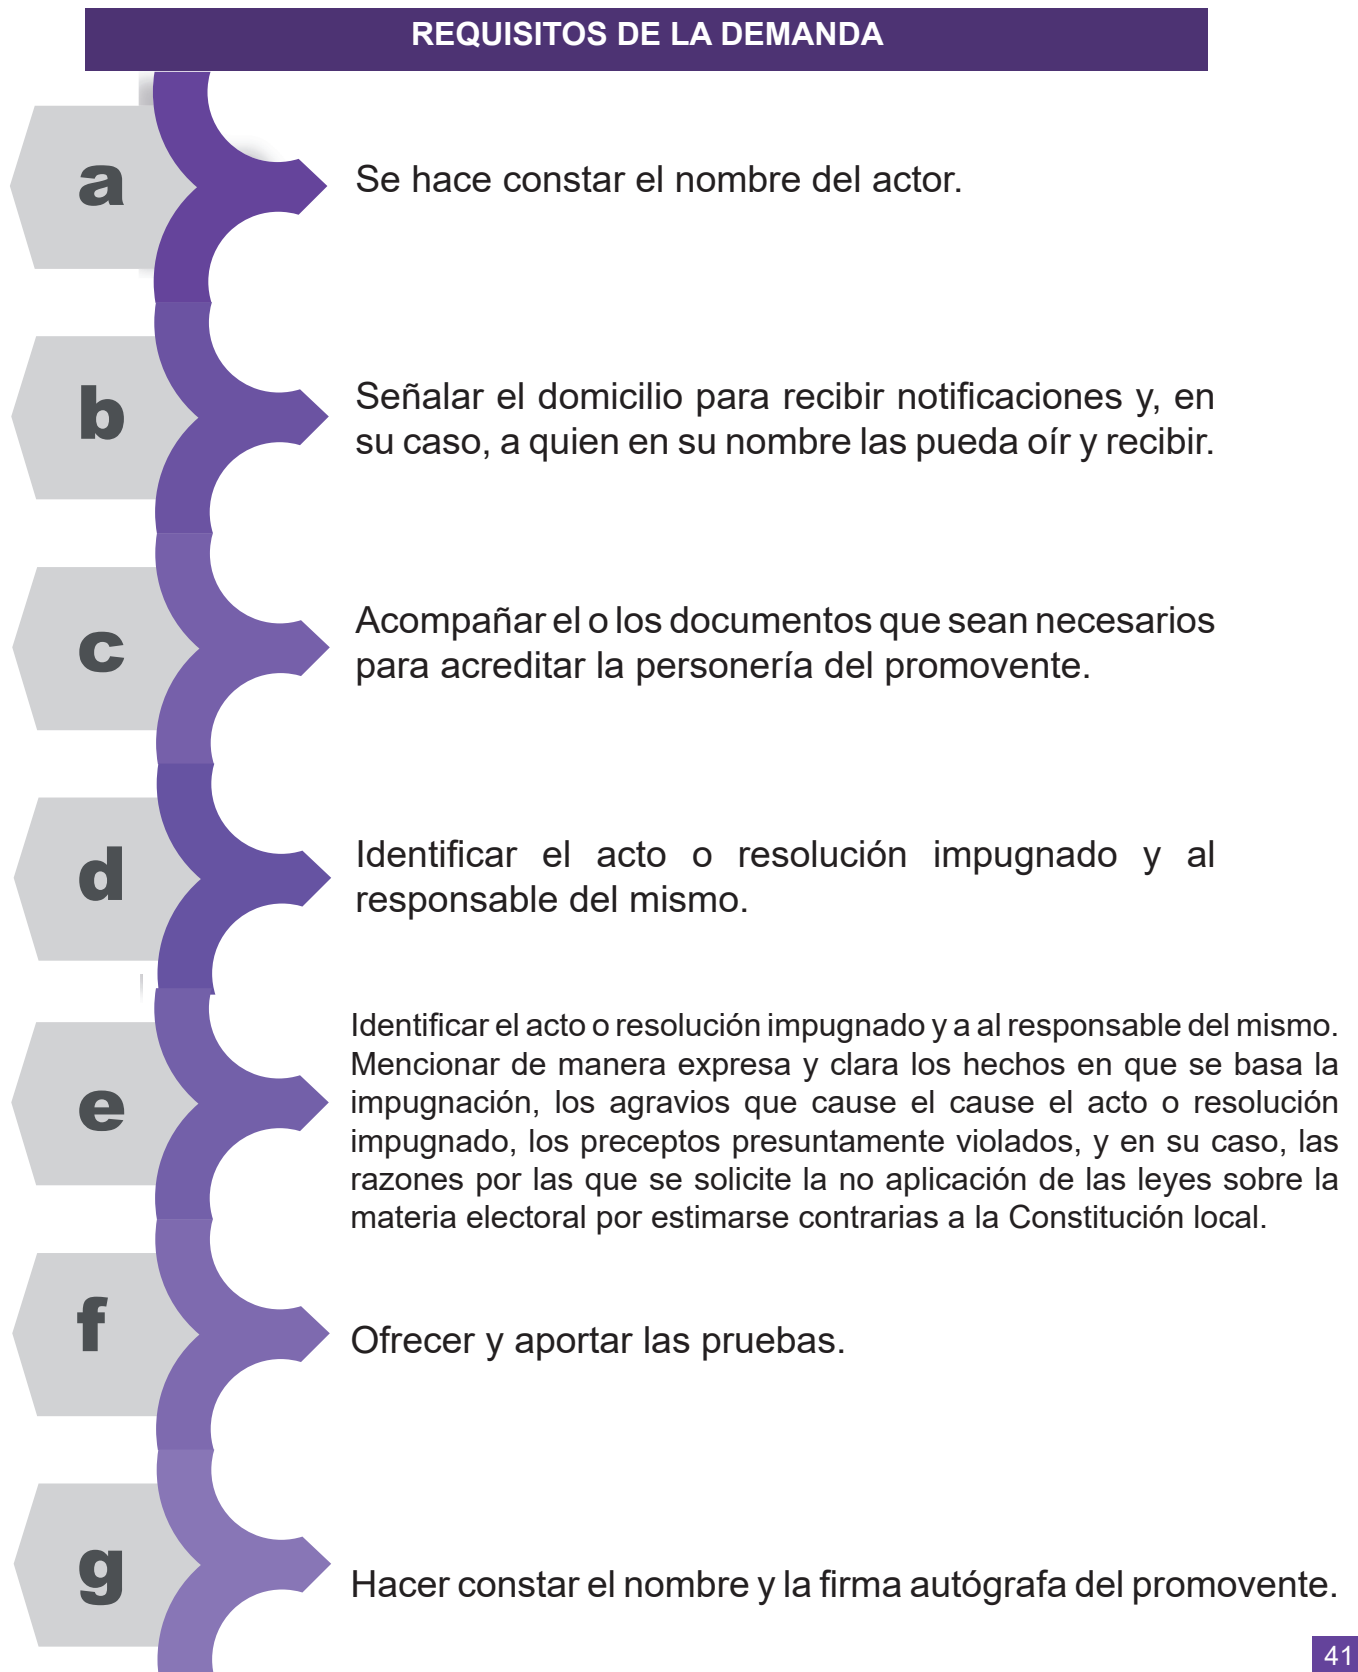 REQUISITOS DE LA DEMANDA
a
Se hace constar el nombre del actor.
b
Señalar el domicilio para recibir notificaciones y, en
su caso, a quien en su nombre las pueda oír y recibir.
c
Acompañar el o los documentos que sean necesarios
para acreditar la personería del promovente.
d
Identificar el acto o resolución impugnado y al
responsable del mismo.
e
Identificar el acto o resolución impugnado y a al responsable del mismo.
Mencionar de manera expresa y clara los hechos en que se basa la
impugnación, los agravios que cause el cause el acto o resolución
impugnado, los preceptos presuntamente violados, y en su caso, las
razones por las que se solicite la no aplicación de las leyes sobre la
materia electoral por estimarse contrarias a la Constitución local.
f
Ofrecer y aportar las pruebas.
g
Hacer constar el nombre y la firma autógrafa del promovente.
41